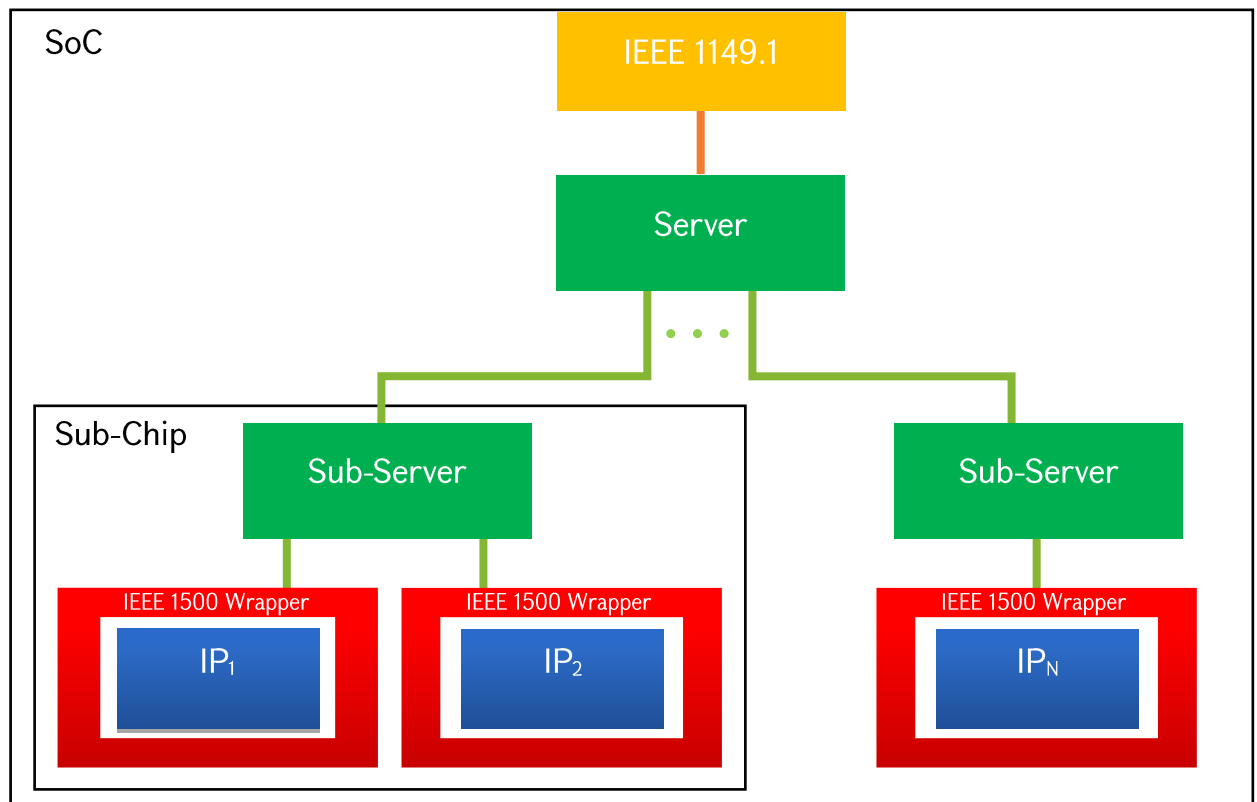 SoC
IEEE 1149.1
Server
Sub-Chip
Sub-Server
Sub-Server
IEEE 1500 Wrapper
IEEE 1500 Wrapper
IEEE 1500 Wrapper
IP₁
IP₂
IP_N